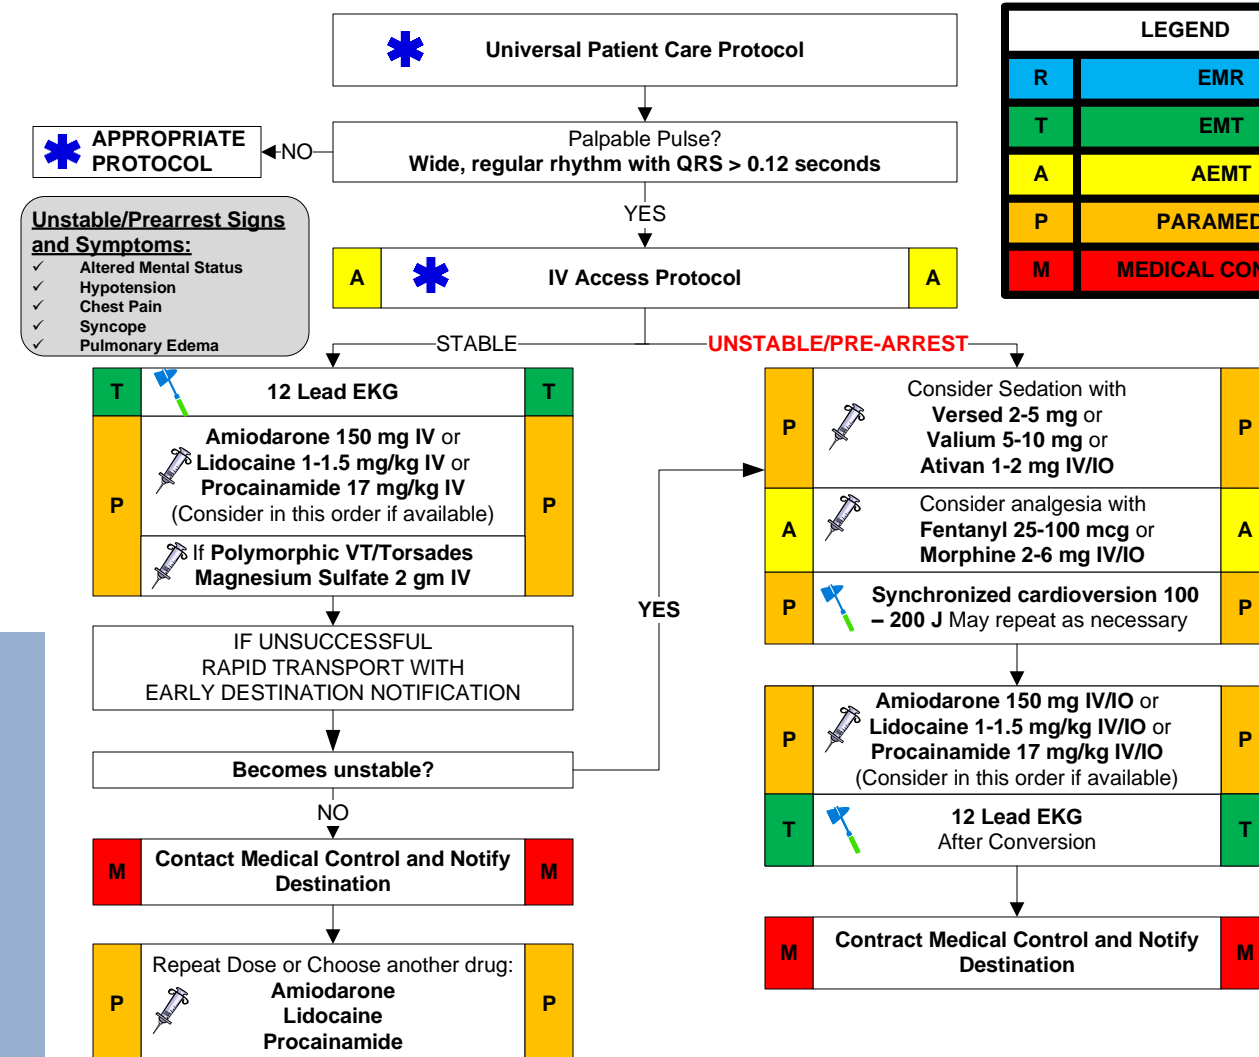 Universal Patient Care Protocol
LEGEND
R
EMR
T
EMT
A
AEMT
P
PARAMED
M
MEDICAL CON
Palpable Pulse?
Wide, regular rhythm with QRS > 0.12 seconds
NO
APPROPRIATE
PROTOCOL
YES
Unstable/Prearrest Signs
and Symptoms:
✓ Altered Mental Status
✓ Hypotension
✓ Chest Pain
✓ Syncope
✓ Pulmonary Edema
A
IV Access Protocol
A
STABLE
UNSTABLE/PRE-ARREST
T
12 Lead EKG
T
P
Amiodarone 150 mg IV or
Lidocaine 1-1.5 mg/kg IV or
Procainamide 17 mg/kg IV
(Consider in this order if available)
P
If Polymorphic VT/Torsades
Magnesium Sulfate 2 gm IV
IF UNSUCCESSFUL
RAPID TRANSPORT WITH
EARLY DESTINATION NOTIFICATION
Becomes unstable?
YES
NO
M
Contact Medical Control and Notify
Destination
M
P
Repeat Dose or Choose another drug:
Amiodarone
Lidocaine
Procainamide
P
P
Consider Sedation with
Versed 2-5 mg or
Valium 5-10 mg or
Ativan 1-2 mg IV/IO
P
A
Consider analgesia with
Fentanyl 25-100 mcg or
Morphine 2-6 mg IV/IO
A
P
Synchronized cardioversion 100
– 200 J May repeat as necessary
P
P
Amiodarone 150 mg IV/IO or
Lidocaine 1-1.5 mg/kg IV/IO or
Procainamide 17 mg/kg IV/IO
(Consider in this order if available)
P
T
12 Lead EKG
After Conversion
T
M
Contract Medical Control and Notify
Destination
M